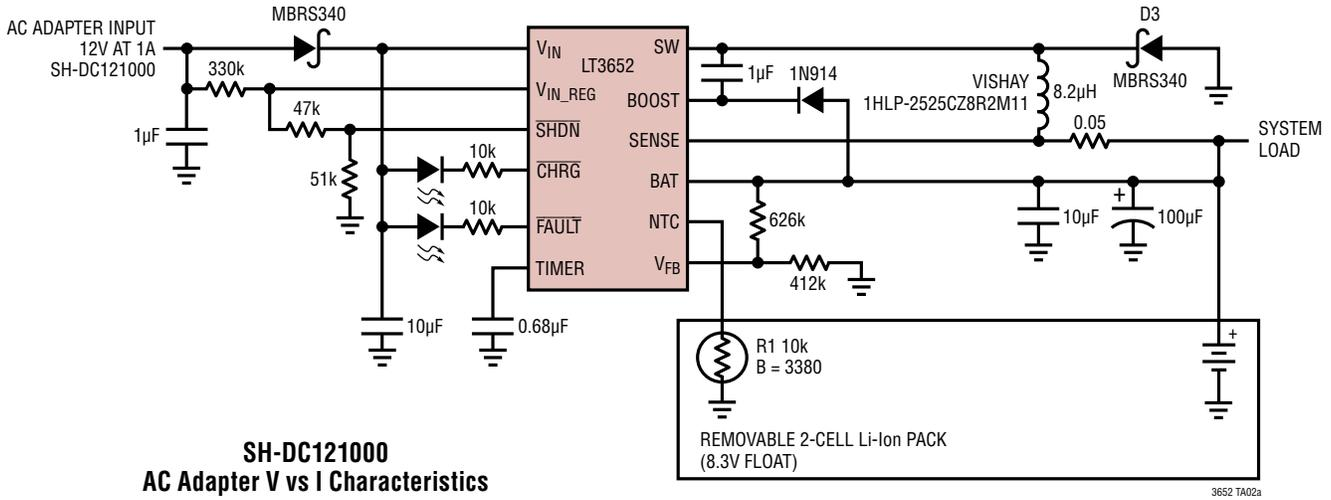 AC ADAPTER INPUT
12V AT 1A
SH-DC121000
MBRS340
330k
47k
1µF
51k
10k
10k
10µF
0.68µF
LT3652
VIN
VIN_REG
SHDN
CHRG
FAULT
TIMER
SW
BOOST
SENSE
BAT
NTC
VFB
1µF
1N914
VISHAY
1HLP-2525CZ8R2M11
8.2µH
D3
MBRS340
0.05
SYSTEM
LOAD
626k
412k
10µF
+
100µF
R1 10k
B = 3380
+
REMOVABLE 2-CELL Li-Ion PACK
(8.3V FLOAT)
SH-DC121000
AC Adapter V vs I Characteristics
3652 TA02a